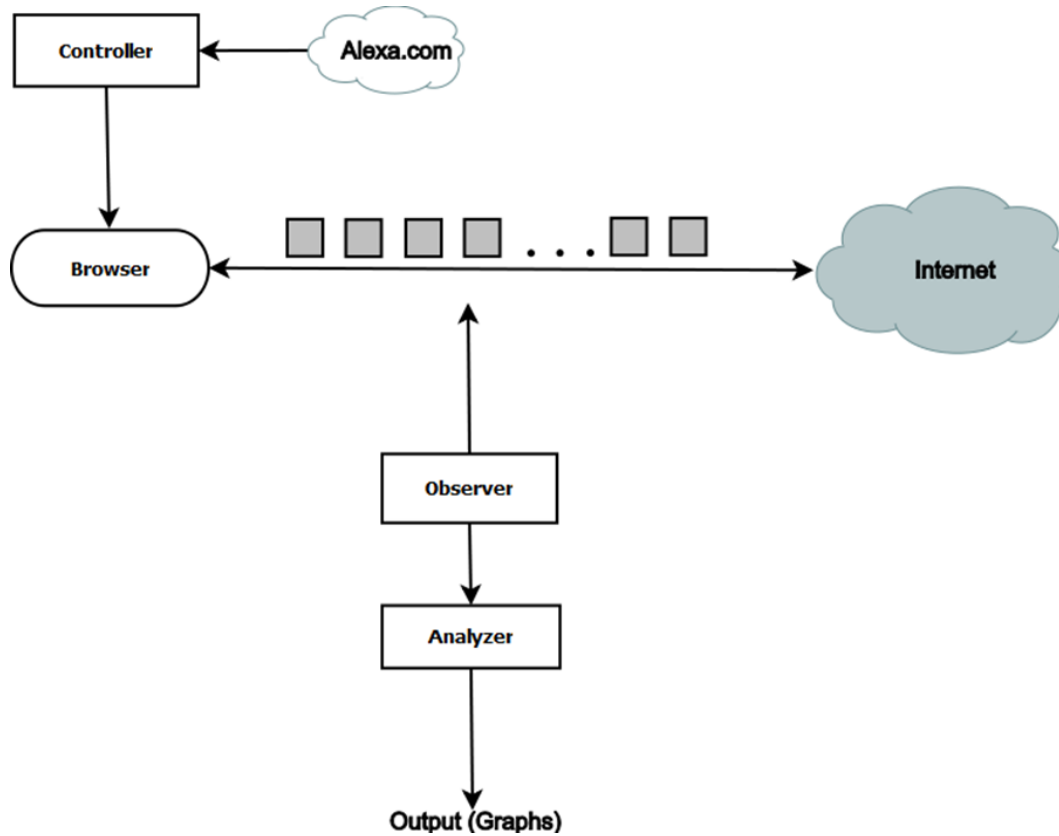 Controller
Alexa.com
Browser
. . .
Internet
Observer
Analyzer
Output (Graphs)